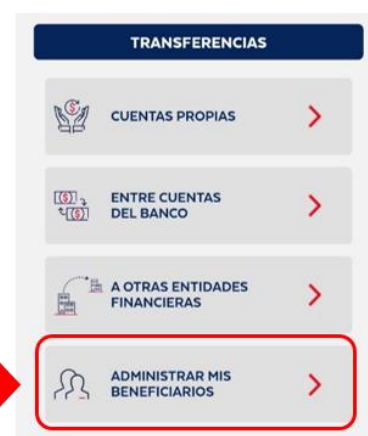 TRANSFERENCIAS
CUENTAS PROPIAS
ENTRE CUENTAS
DEL BANCO
A OTRAS ENTIDADES
FINANCIERAS
ADMINISTRAR MIS
BENEFICIARIOS